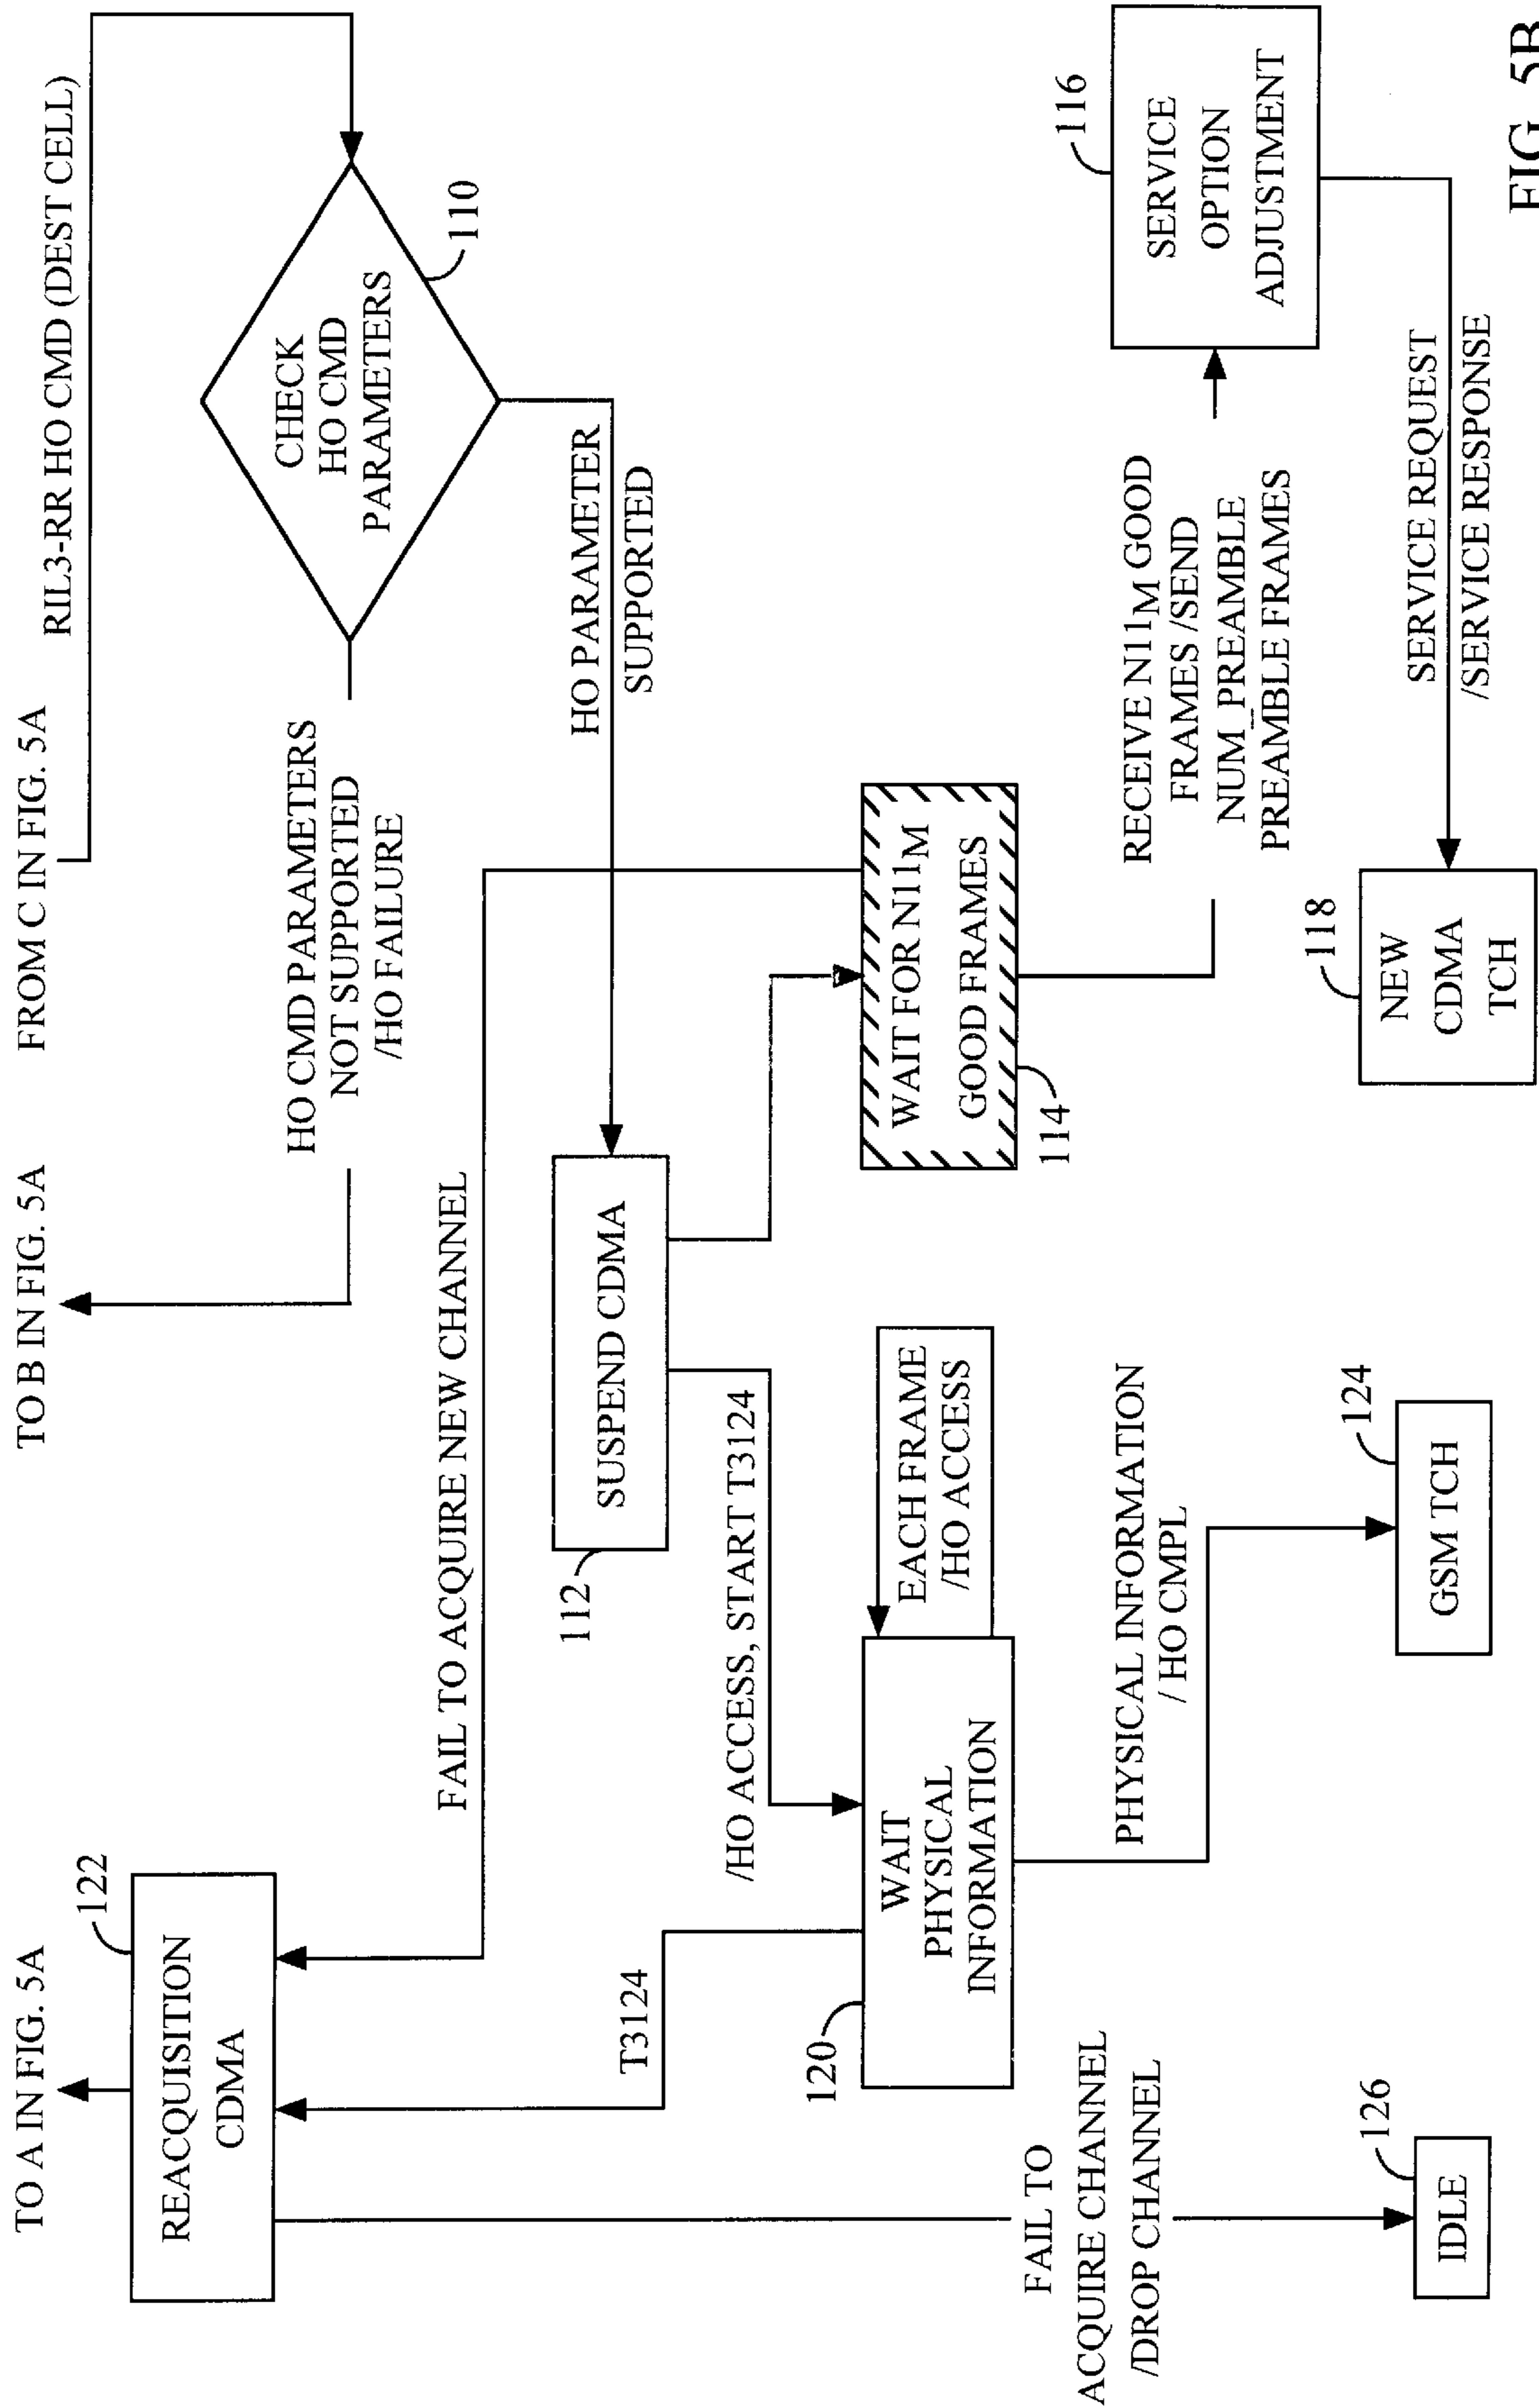 TO A IN FIG. 5A
TO B IN FIG. 5A
FROM C IN FIG. 5A
RIL3-RR HO CMD (DEST CELL)
122
REACQUISITION
CDMA
HO CMD PARAMETERS
NOT SUPPORTED
/HO FAILURE
CHECK
HO CMD
PARAMETERS
110
FAIL TO ACQUIRE NEW CHANNEL
HO PARAMETER
SUPPORTED
112
SUSPEND CDMA
T3124
/HO ACCESS, START T3124
120
WAIT
PHYSICAL
INFORMATION
EACH FRAME
/HO ACCESS
WAIT FOR N11M
GOOD FRAMES
114
RECEIVE N11M GOOD
FRAMES /SEND
NUM_PREAMBLE
PREAMBLE FRAMES
116
SERVICE
OPTION
ADJUSTMENT
FAIL TO
ACQUIRE CHANNEL
/DROP CHANNEL
PHYSICAL INFORMATION
/ HO CMPL
SERVICE REQUEST
/SERVICE RESPONSE
126
IDLE
124
GSM TCH
118
NEW
CDMA
TCH
FIG. 5B